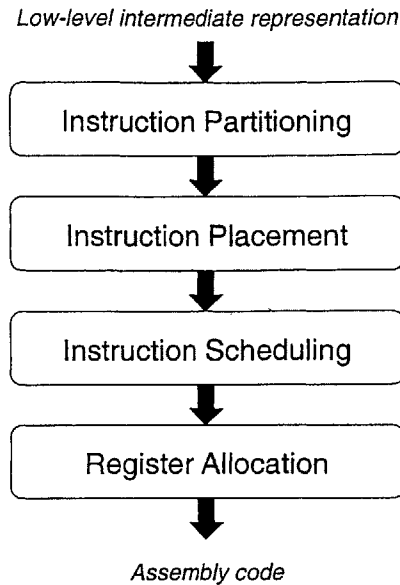 Low-level intermediate representation
Instruction Partitioning
Instruction Placement
Instruction Scheduling
Register Allocation
Assembly code